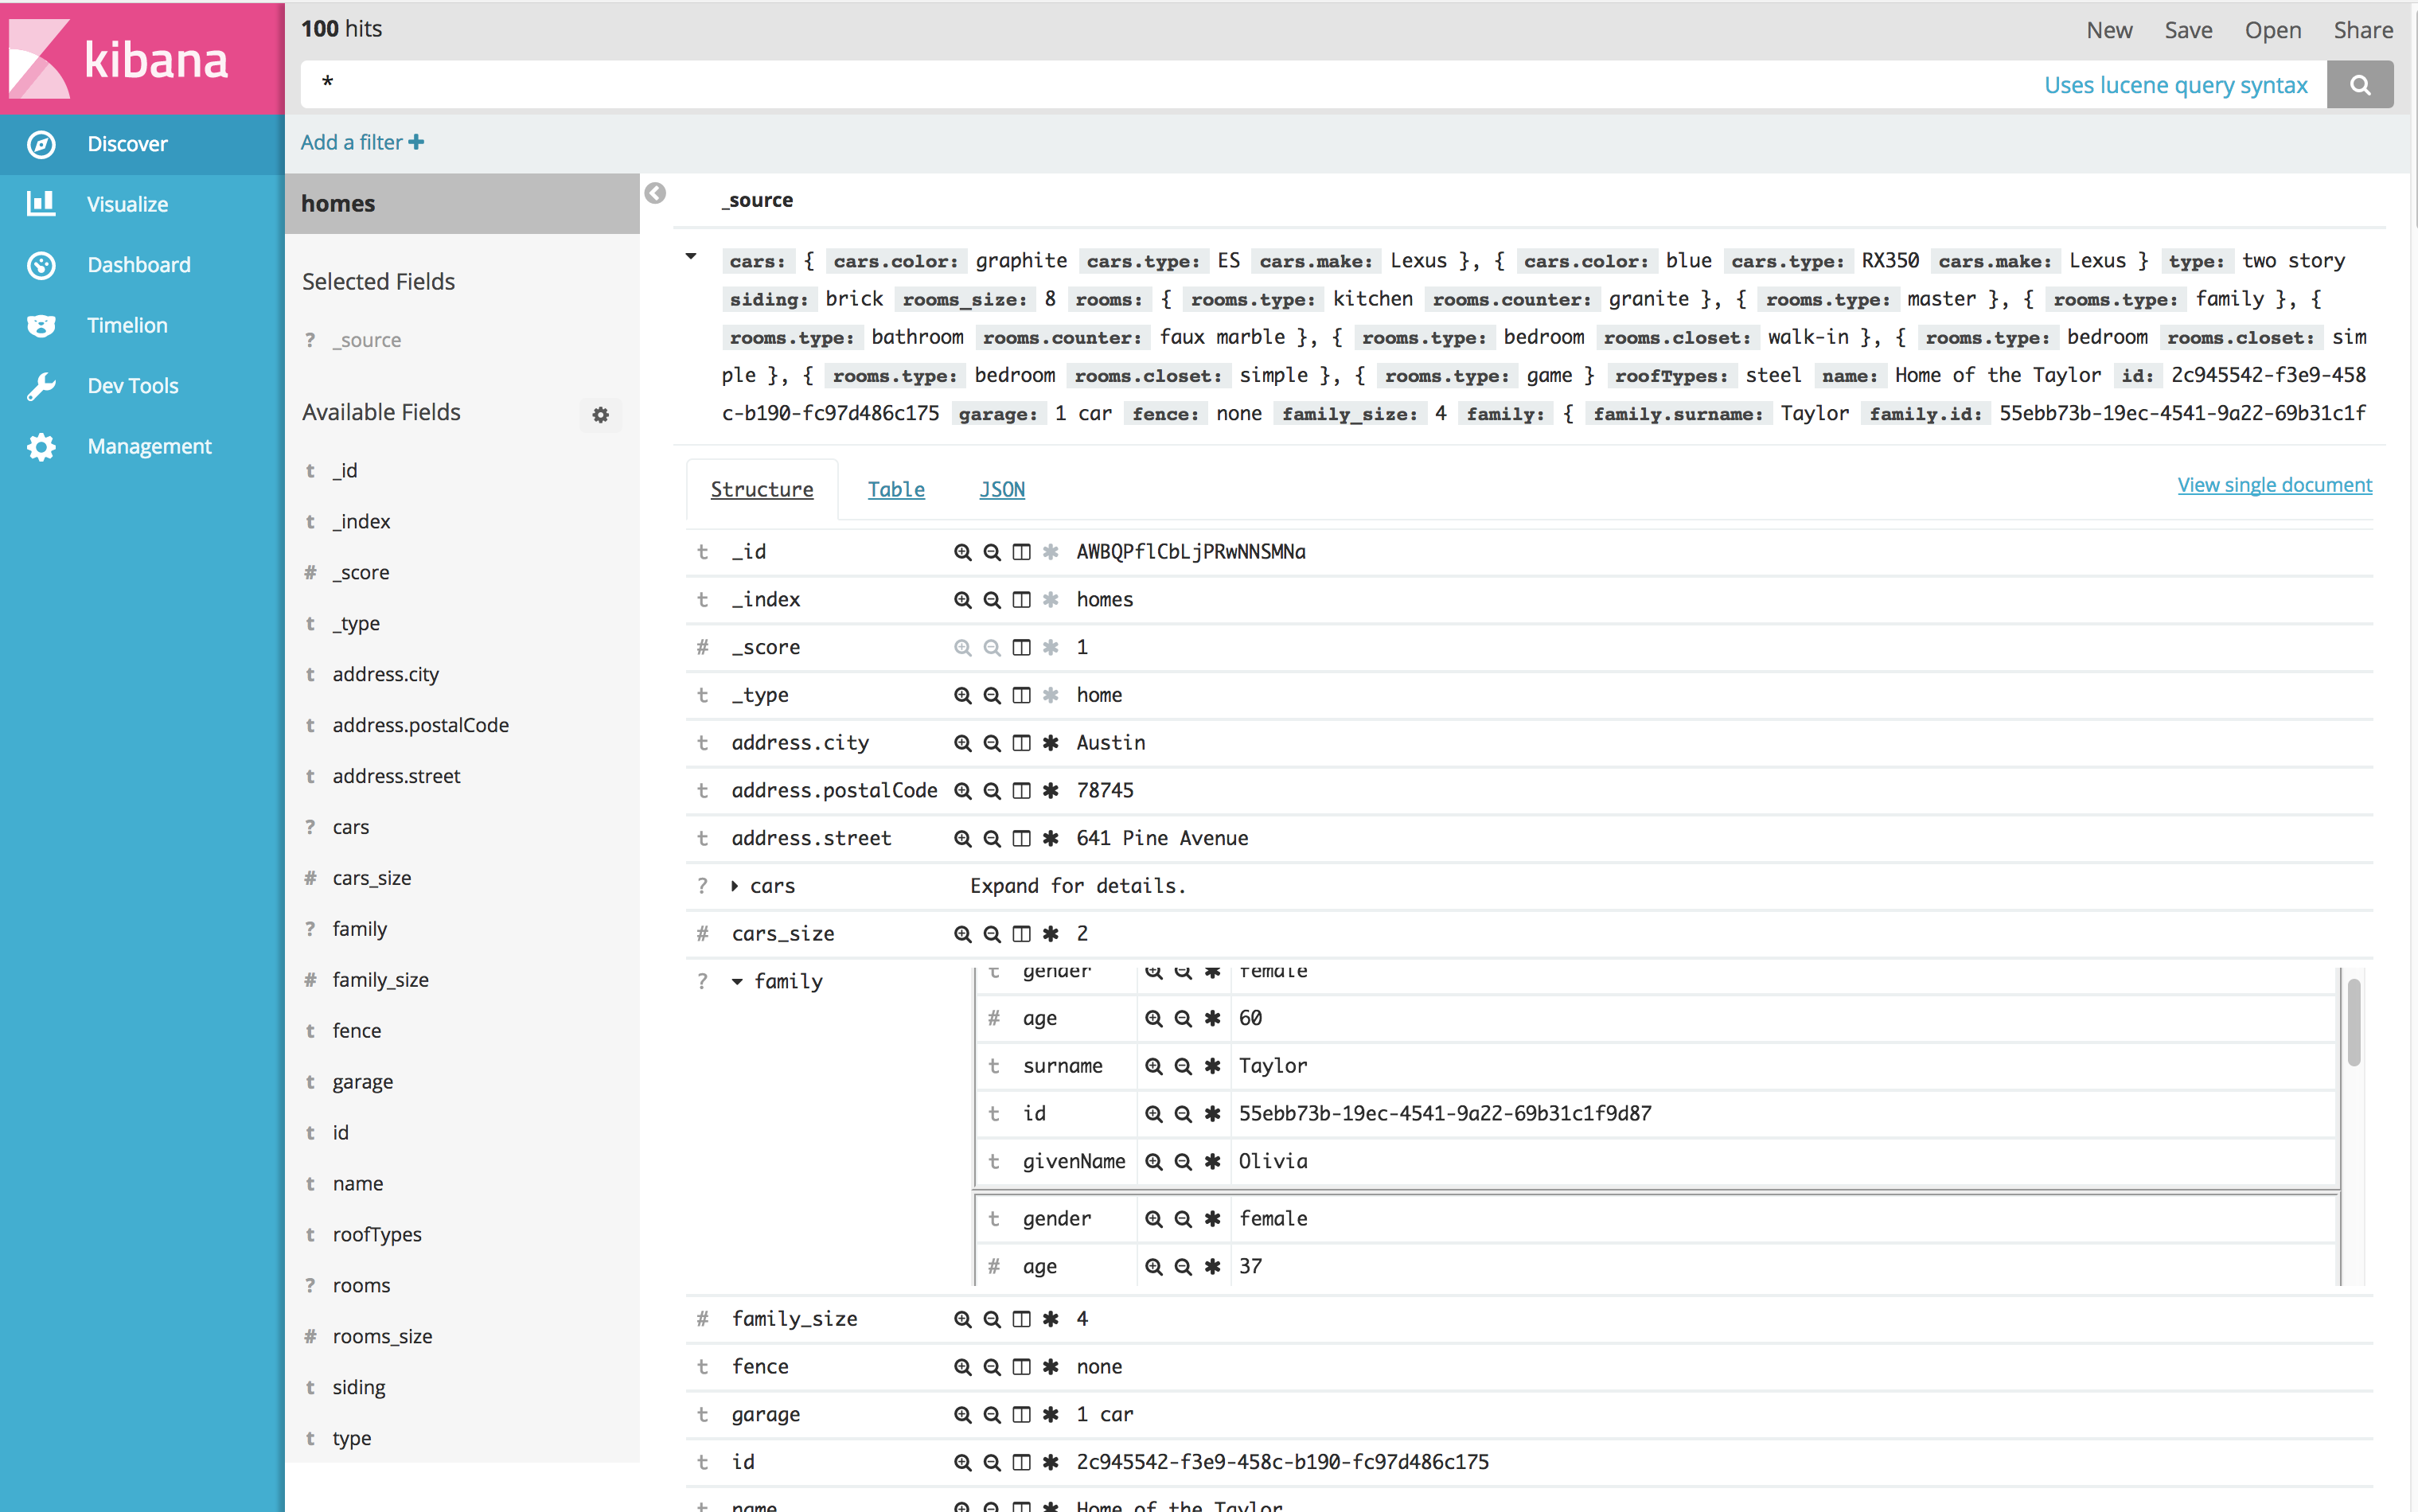 kibana
Discover
Visualize
Dashboard
Timelion
Dev Tools
Management
100 hits
New Save Open Share
*
Uses lucene query syntax
Add a filter +
homes
Selected Fields
? _source
Available Fields
t _id
t _index
# _score
t _type
t address.city
t address.postalCode
t address.street
? cars
# cars_size
? family
# family_size
t fence
t garage
t id
t name
t roofTypes
? rooms
# rooms_size
t siding
t type
_source
cars: { cars.color: graphite cars.type: ES cars.make: Lexus }, { cars.color: blue cars.type: RX350 cars.make: Lexus } type: two story
siding: brick rooms_size: 8 rooms: { rooms.type: kitchen rooms.counter: granite }, { rooms.type: master }, { rooms.type: family }, {
rooms.type: bathroom rooms.counter: faux marble }, { rooms.type: bedroom rooms.closet: walk-in }, { rooms.type: bedroom rooms.closet: sim
ple }, { rooms.type: bedroom rooms.closet: simple }, { rooms.type: game } roofTypes: steel name: Home of the Taylor id: 2c945542-f3e9-458
c-b190-fc97d486c175 garage: 1 car fence: none family_size: 4 family: { family.surname: Taylor family.id: 55ebb73b-19ec-4541-9a22-69b31c1f
Structure Table JSON
View single document
t _id AWBQPflCbLjPRwNNSMNa
t _index homes
# _score 1
t _type home
t address.city Austin
t address.postalCode 78745
t address.street 641 Pine Avenue
? cars Expand for details.
# cars_size 2
? family
t gender female
# age 60
t surname Taylor
t id 55ebb73b-19ec-4541-9a22-69b31c1f9d87
t givenName Olivia
t gender female
# age 37
# family_size 4
t fence none
t garage 1 car
t id 2c945542-f3e9-458c-b190-fc97d486c175
t name Home of the Taylor